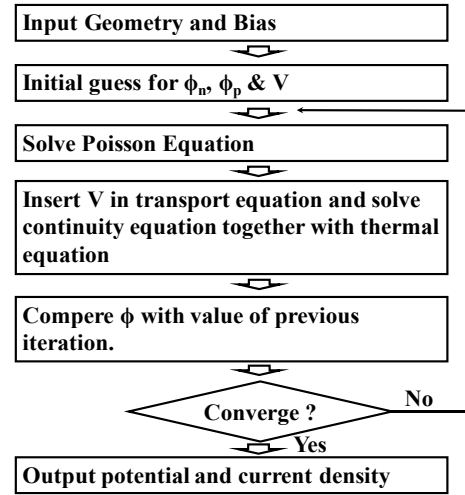 Input Geometry and Bias
Initial guess for ϕn, ϕp & V
Solve Poisson Equation
Insert V in transport equation and solve
continuity equation together with thermal
equation
Compere ϕ with value of previous
iteration.
Converge ?
No
Yes
Output potential and current density